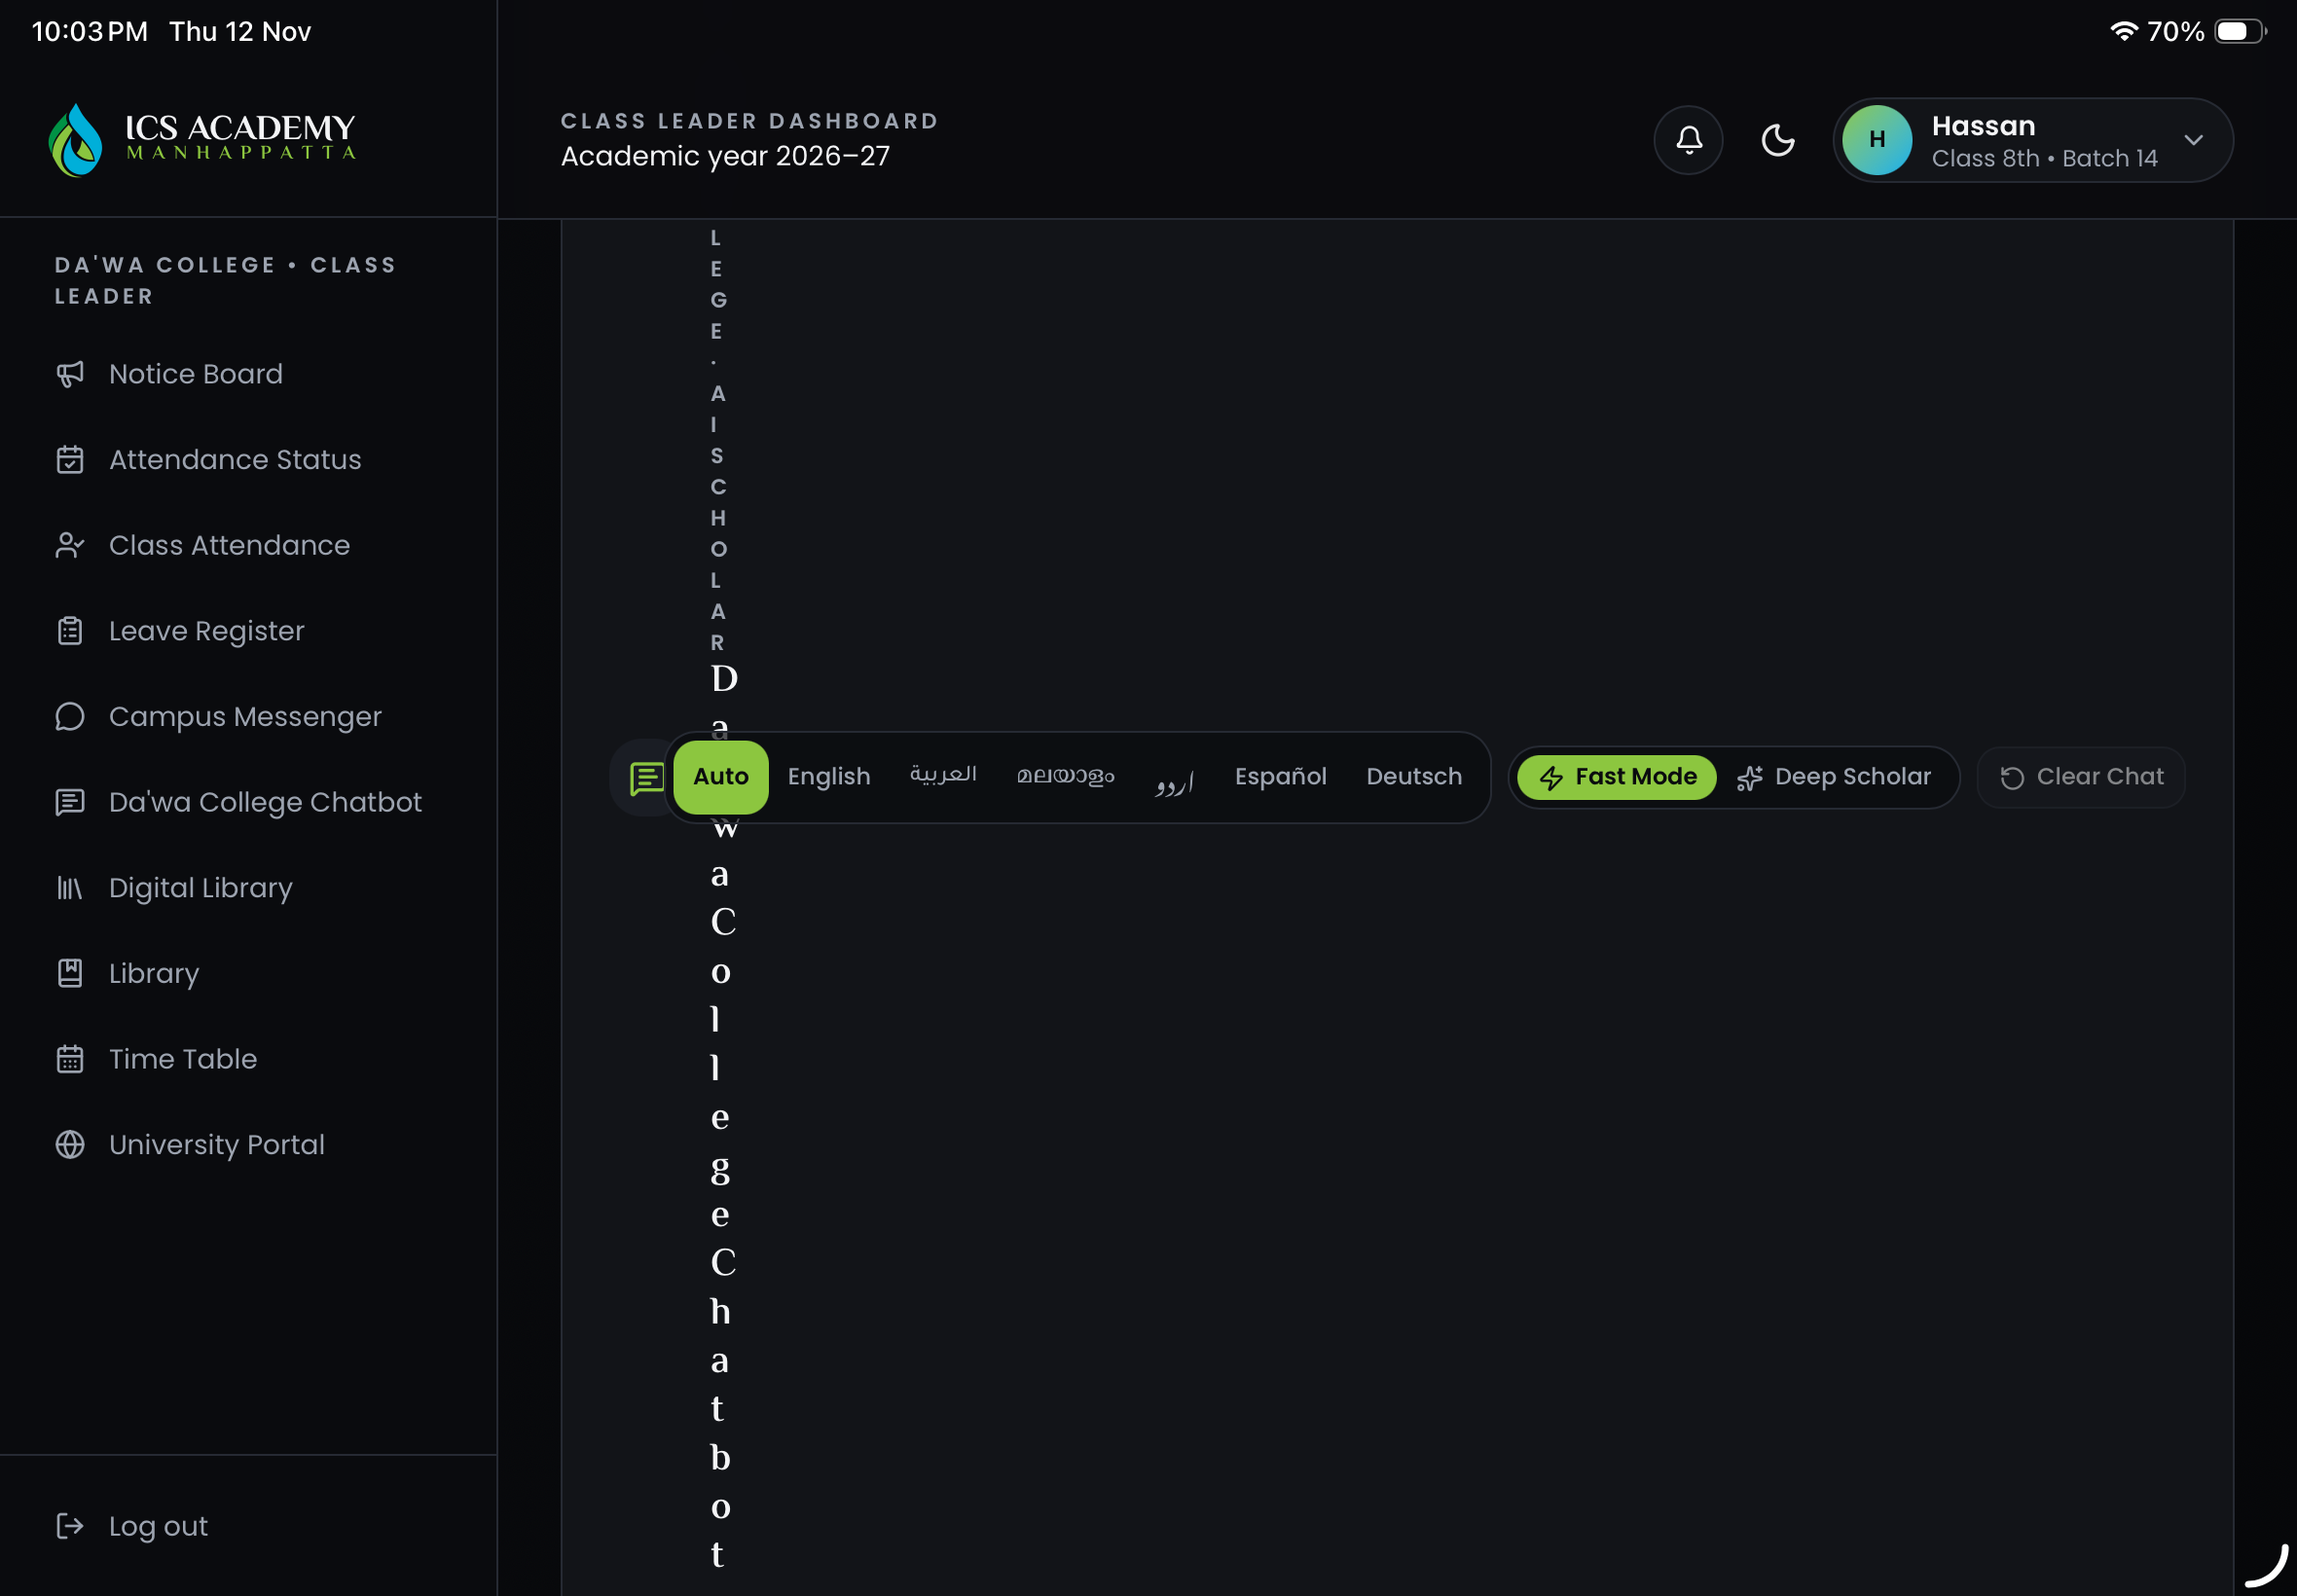 10:03 PM Thu 12 Nov
70%
ICS ACADEMY
MANHAPPATTA
CLASS LEADER DASHBOARD
Academic year 2026–27
H
Hassan
Class 8th • Batch 14
DA'WA COLLEGE • CLASS
LEADER
Notice Board
Attendance Status
Class Attendance
Leave Register
Campus Messenger
Da'wa College Chatbot
Digital Library
Library
Time Table
University Portal
Log out
L
E
G
E
·
A
I
S
C
H
O
L
A
R
D
a
Auto English العربية മലയാളം اردو Español Deutsch
Fast Mode Deep Scholar
Clear Chat
w
a
C
o
l
l
e
g
e
C
h
a
t
b
o
t